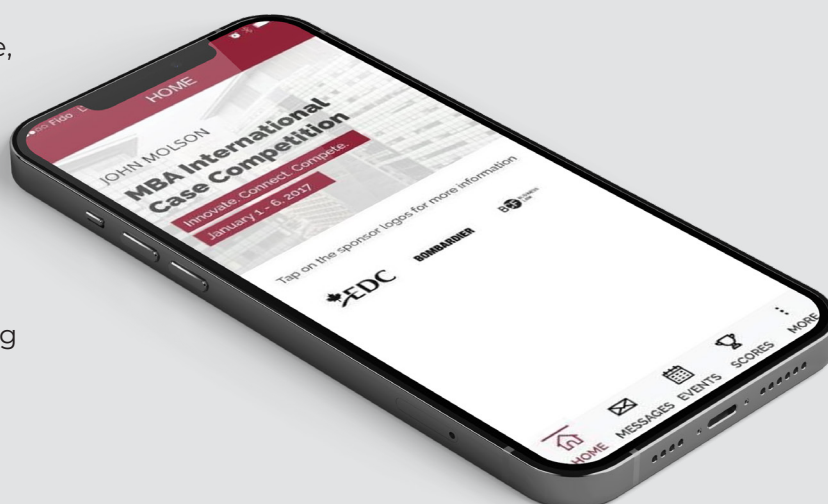 e,
g
Fido
HOME
JOHN MOLSON
MBA International
Case Competition
Innovate. Connect. Compete.
January 1 - 6, 2017
Tap on the sponsor logos for more information
EDC
BOMBARDIER
HOME
MESSAGES
EVENTS
SCORES
MORE